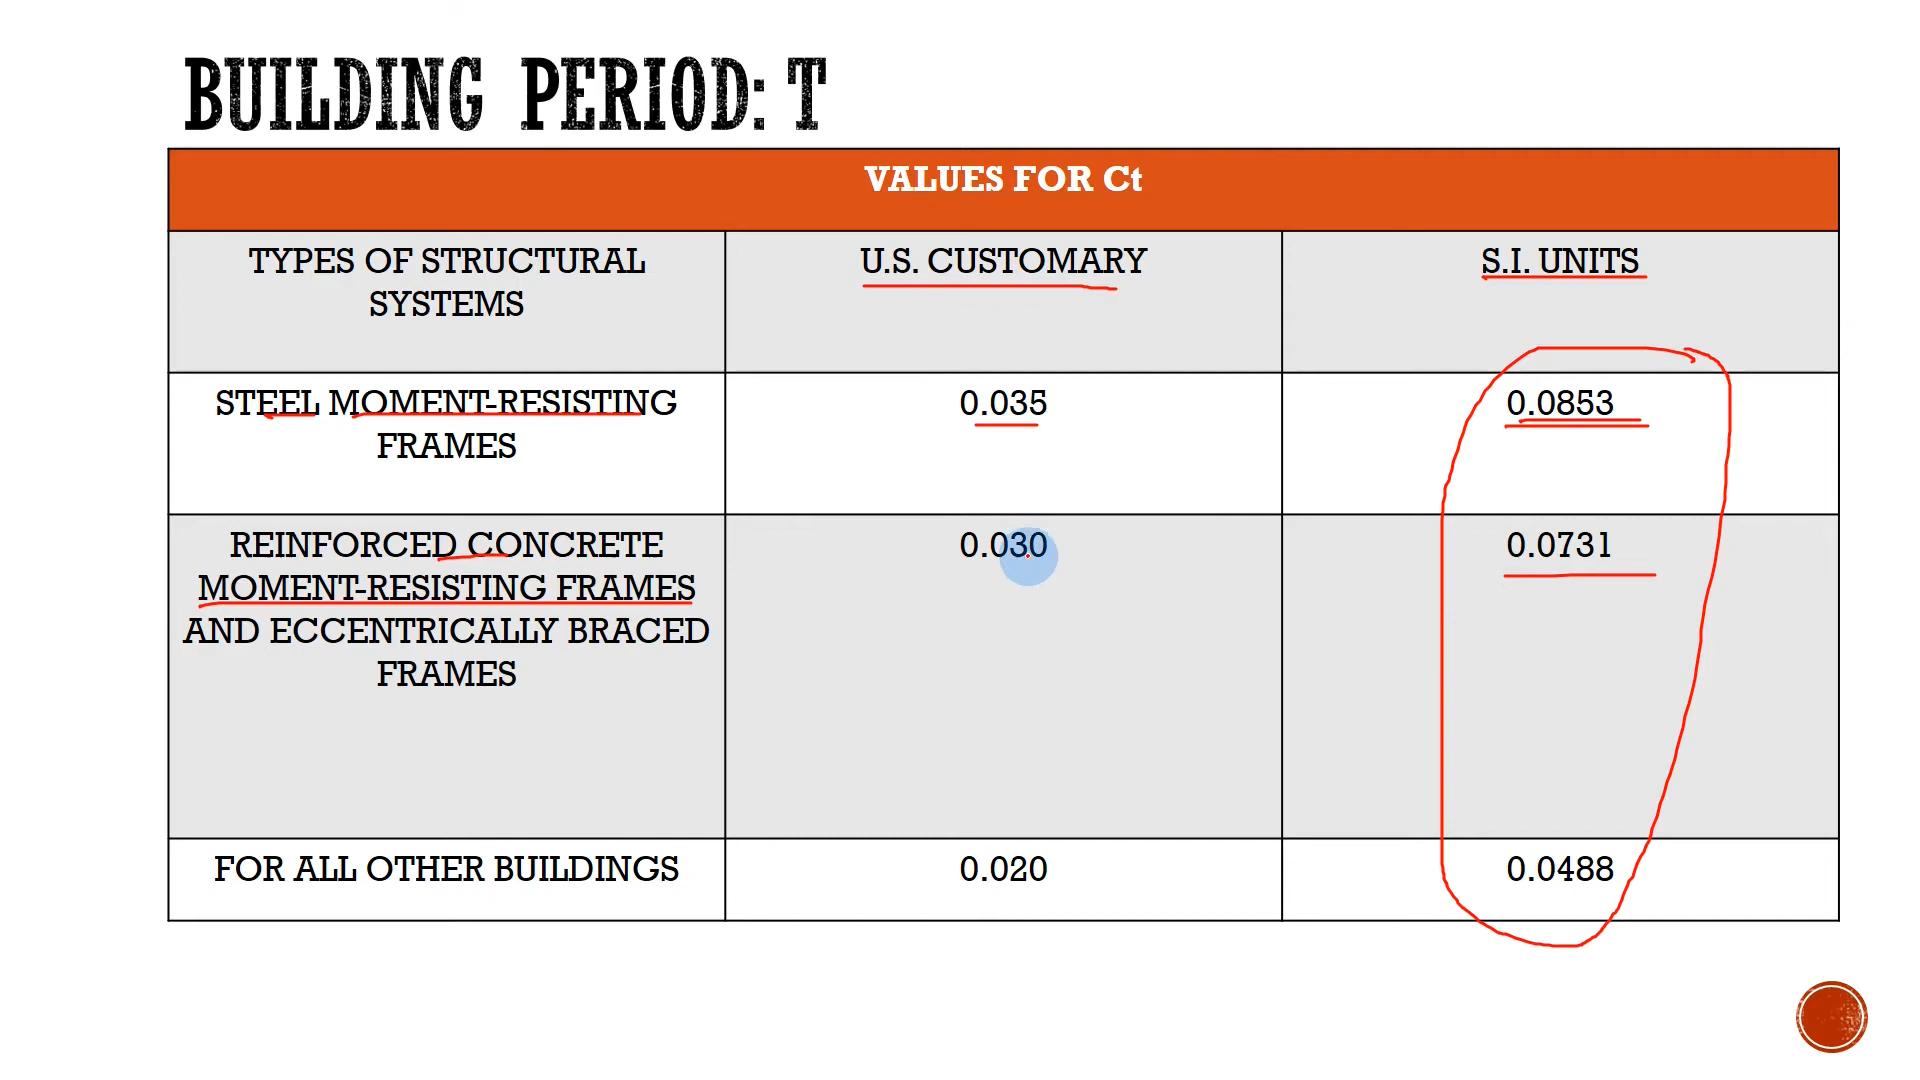 BUILDING PERIOD: T
VALUES FOR Ct
TYPES OF STRUCTURAL
SYSTEMS
U.S. CUSTOMARY
S.I. UNITS
STEEL MOMENT-RESISTING
FRAMES
0.035
0.0853
REINFORCED CONCRETE
MOMENT-RESISTING FRAMES
AND ECCENTRICALLY BRACED
FRAMES
0.030
0.0731
FOR ALL OTHER BUILDINGS
0.020
0.0488